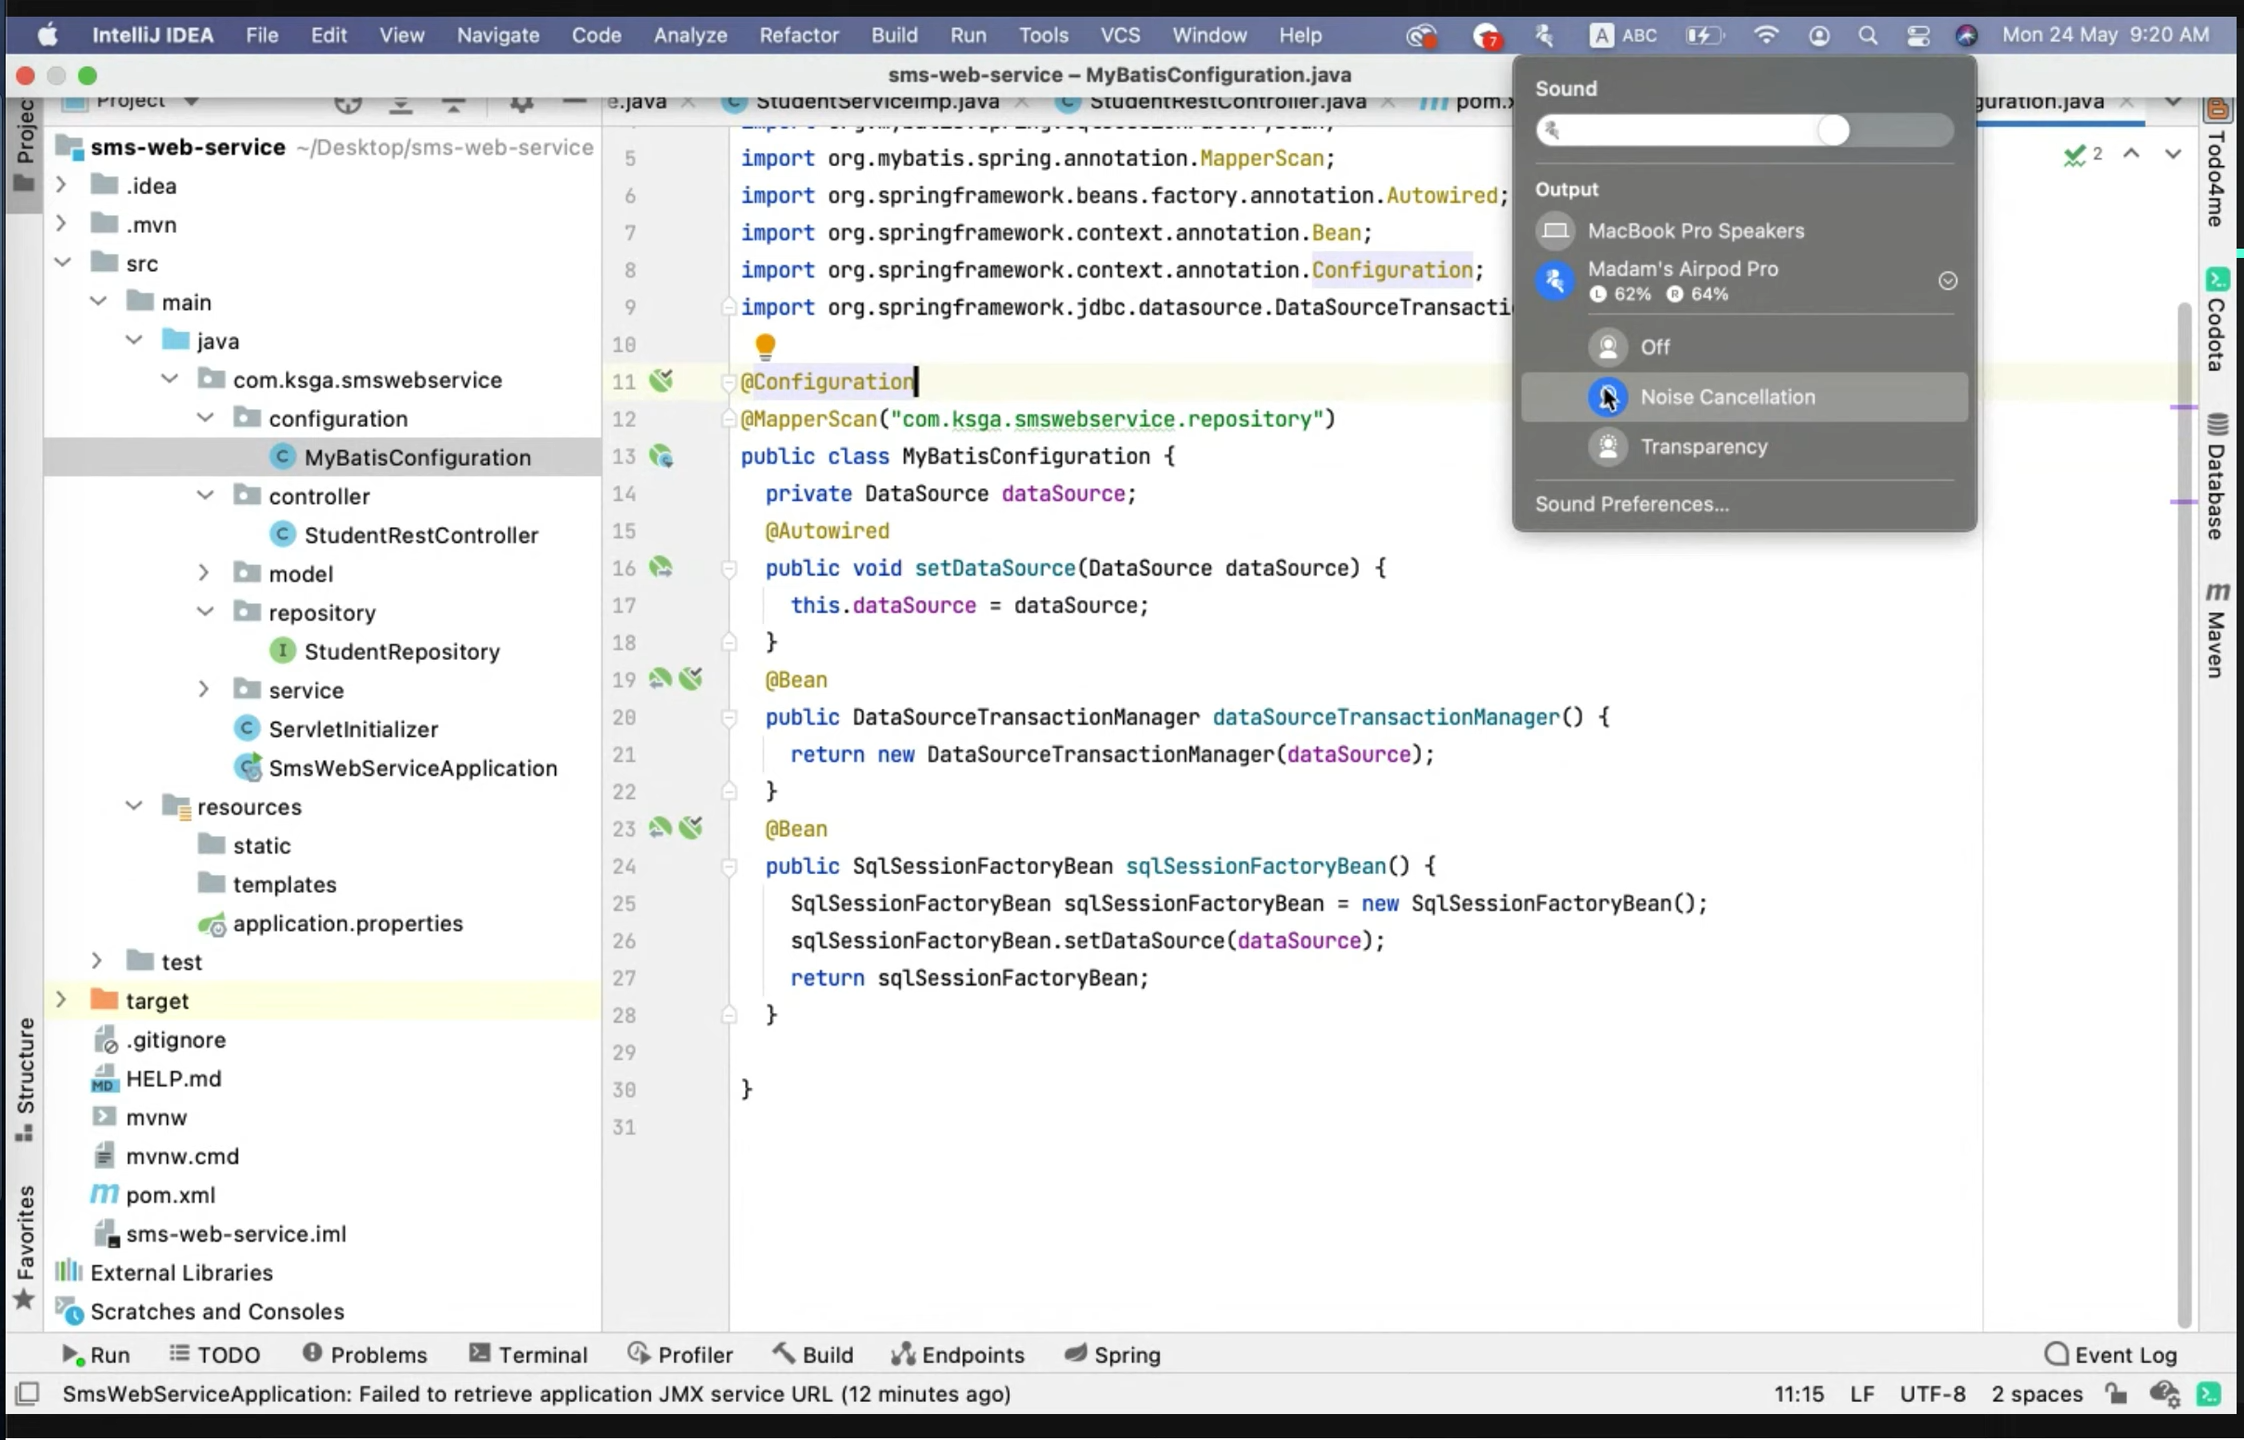 IntelliJ IDEA File Edit View Navigate Code Analyze Refactor Build Run Tools VCS Window Help 7 A ABC Mon 24 May 9:20 AM
sms-web-service – MyBatisConfiguration.java
Project
e.java StudentServiceImp.java StudentRestController.java pom.x guration.java
Project
Structure
Favorites
sms-web-service ~/Desktop/sms-web-service
.idea
.mvn
src
main
java
com.ksga.smswebservice
configuration
MyBatisConfiguration
controller
StudentRestController
model
repository
StudentRepository
service
ServletInitializer
SmsWebServiceApplication
resources
static
templates
application.properties
test
target
.gitignore
HELP.md
mvnw
mvnw.cmd
pom.xml
sms-web-service.iml
External Libraries
Scratches and Consoles
5 import org.mybatis.spring.annotation.MapperScan;
6 import org.springframework.beans.factory.annotation.Autowired;
7 import org.springframework.context.annotation.Bean;
8 import org.springframework.context.annotation.Configuration;
9 import org.springframework.jdbc.datasource.DataSourceTransacti
10
11 @Configuration
12 @MapperScan("com.ksga.smswebservice.repository")
13 public class MyBatisConfiguration {
14 private DataSource dataSource;
15 @Autowired
16 public void setDataSource(DataSource dataSource) {
17 this.dataSource = dataSource;
18 }
19 @Bean
20 public DataSourceTransactionManager dataSourceTransactionManager() {
21 return new DataSourceTransactionManager(dataSource);
22 }
23 @Bean
24 public SqlSessionFactoryBean sqlSessionFactoryBean() {
25 SqlSessionFactoryBean sqlSessionFactoryBean = new SqlSessionFactoryBean();
26 sqlSessionFactoryBean.setDataSource(dataSource);
27 return sqlSessionFactoryBean;
28 }
29
30 }
31
2
Sound
Output
MacBook Pro Speakers
Madam's Airpod Pro
L 62% R 64%
Off
Noise Cancellation
Transparency
Sound Preferences...
Todo4me
Codota
Database
Maven
Run TODO Problems Terminal Profiler Build Endpoints Spring Event Log
SmsWebServiceApplication: Failed to retrieve application JMX service URL (12 minutes ago) 11:15 LF UTF-8 2 spaces